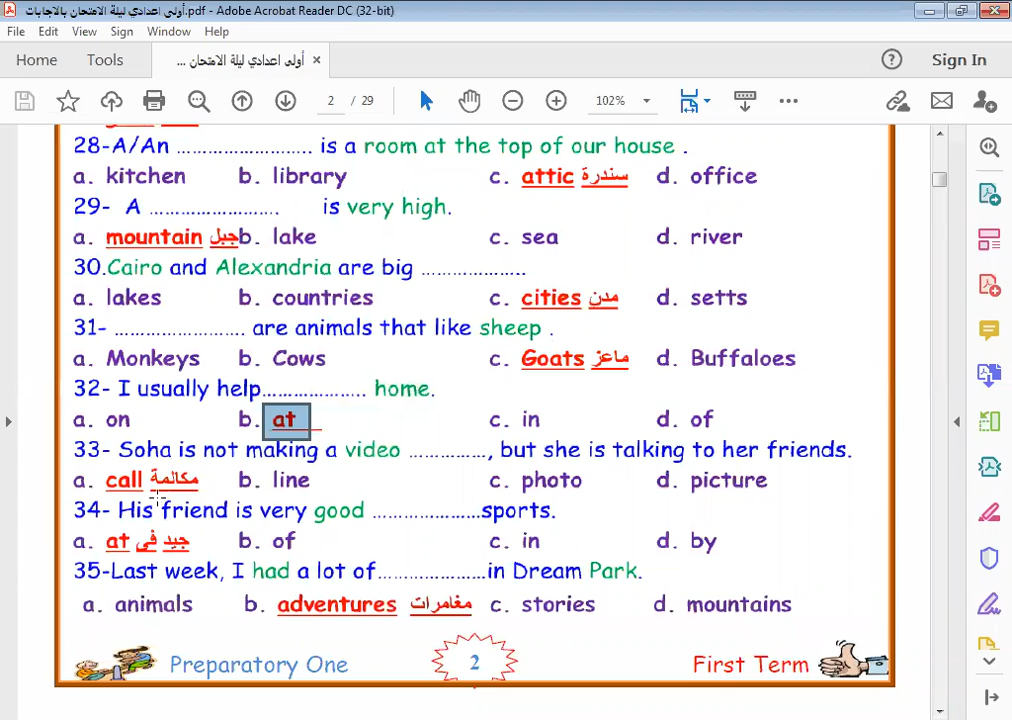 أولى اعدادي ليلة الامتحان بالاجابات.pdf - Adobe Acrobat Reader DC (32-bit)
File Edit View Sign Window Help
Home Tools أولى اعدادي ليلة الامتحان ... × Sign In
2 / 29 102%
28-A/An ........................ is a room at the top of our house .
a. kitchen b. library c. attic سندرة d. office
29- A ........................ is very high.
a. mountain جبل b. lake c. sea d. river
30.Cairo and Alexandria are big ....................
a. lakes b. countries c. cities مدن d. setts
31- ........................ are animals that like sheep .
a. Monkeys b. Cows c. Goats ماعز d. Buffaloes
32- I usually help.................... home.
a. on b. at c. in d. of
33- Soha is not making a video ..............., but she is talking to her friends.
a. call مكالمة b. line c. photo d. picture
34- His friend is very good .....................sports.
a. at جيد فى b. of c. in d. by
35-Last week, I had a lot of.....................in Dream Park.
a. animals b. adventures مغامرات c. stories d. mountains
Preparatory One 2 First Term